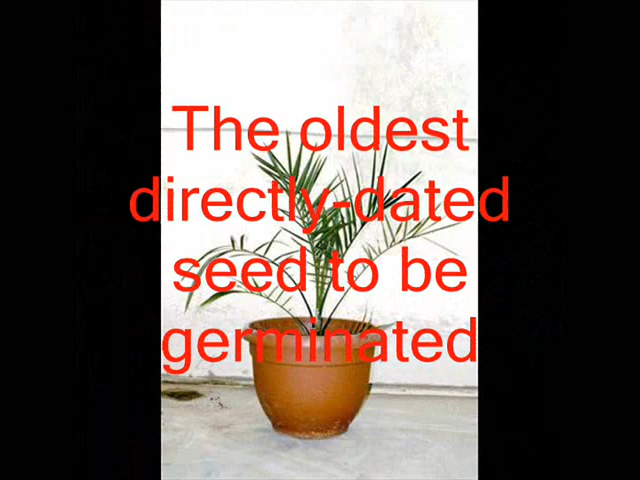 The oldest
directly-dated
seed to be
germinated